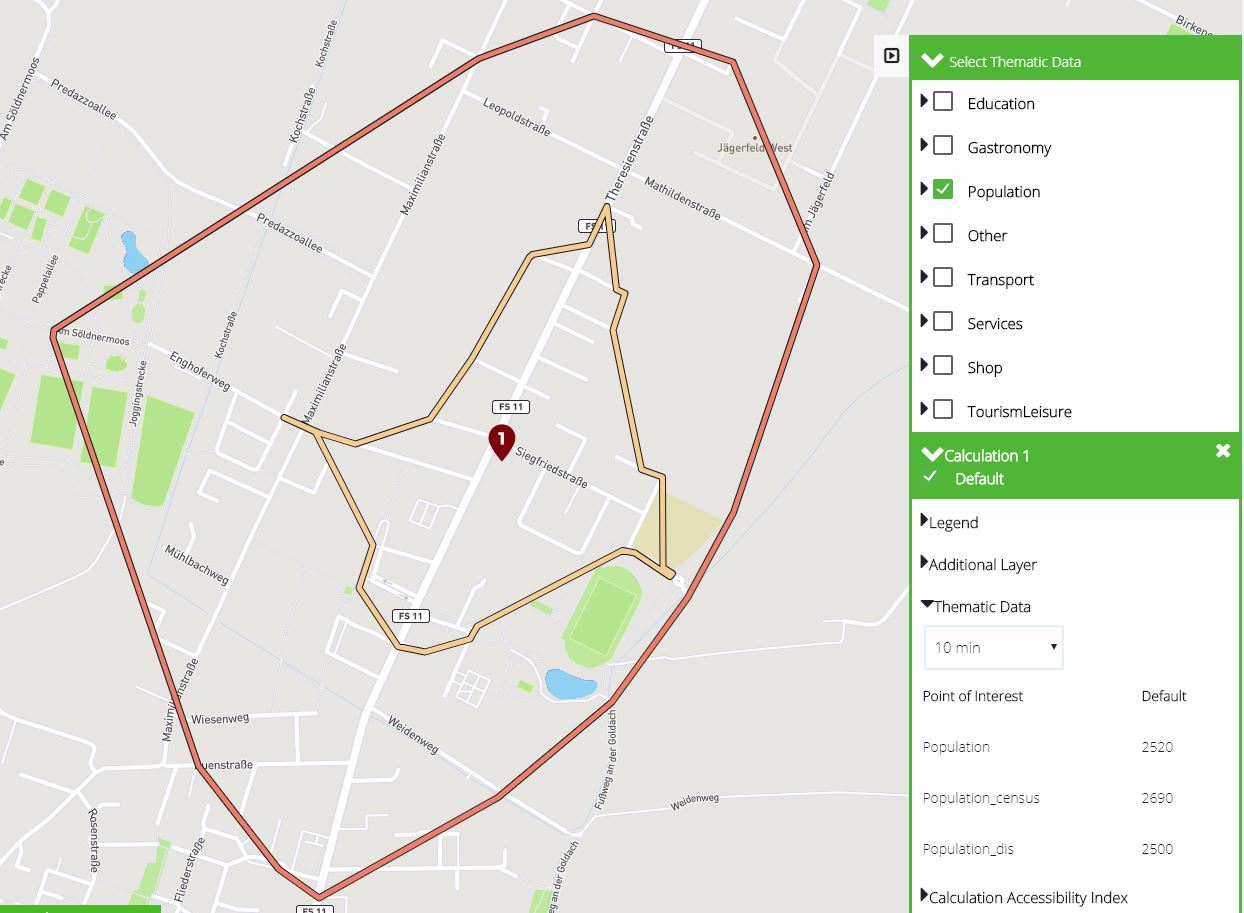 Birkene
FS 11
Kochstraße
Am Söldnermoos
Predazzoallee
Kochstraße
Leopoldstraße
Theresienstraße
Jägerfeld West
Maximilianstraße
Mathildenstraße
m Jägerfeld
Predazzoallee
FS
Pappelallee
recke
Am Söldnermoos
Kochstraße
Enghoferweg
Maximilianstraße
Joggingstrecke
FS 11
1
Siegfriedstraße
Mühlbachweg
FS 11
Maximilianstraße
Wiesenweg
Weidenweg
uenstraße
Fußweg an der Goldach
Weidenweg
Rosenstraße
Fliederstraße
eg an der Goldach
FS 11
Select Thematic Data
Education
Gastronomy
Population
Other
Transport
Services
Shop
TourismLeisure
Calculation 1
Default
Legend
Additional Layer
Thematic Data
10 min
Point of Interest Default
Population 2520
Population_census 2690
Population_dis 2500
Calculation Accessibility Index